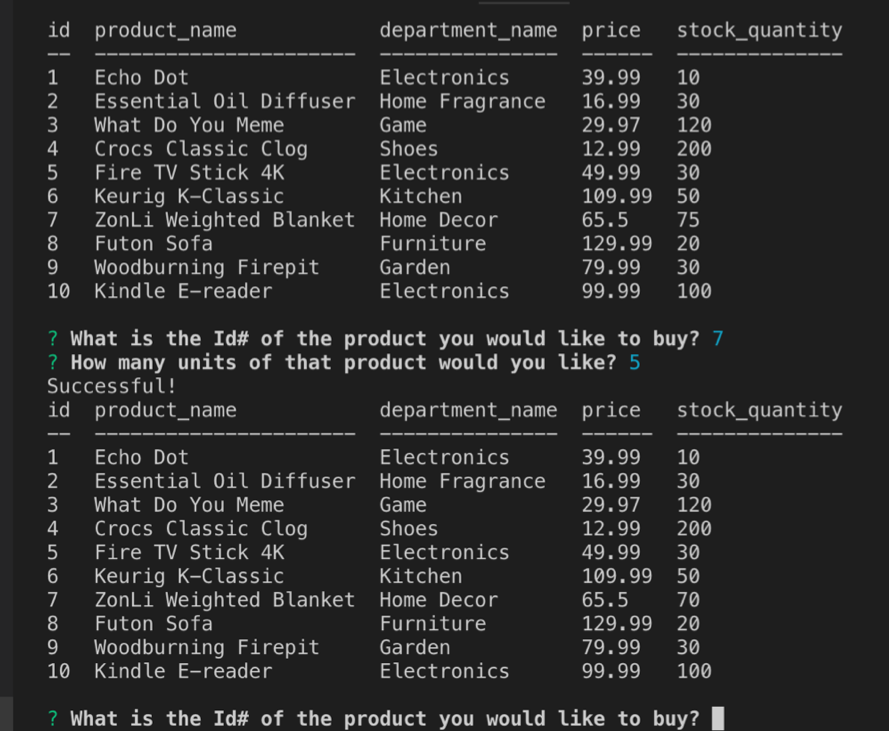 id  product_name            department_name  price   stock_quantity
--  ----------------------  ---------------  ------  --------------
1   Echo Dot                Electronics      39.99   10
2   Essential Oil Diffuser  Home Fragrance   16.99   30
3   What Do You Meme        Game             29.97   120
4   Crocs Classic Clog      Shoes            12.99   200
5   Fire TV Stick 4K        Electronics      49.99   30
6   Keurig K-Classic        Kitchen          109.99  50
7   ZonLi Weighted Blanket  Home Decor       65.5    75
8   Futon Sofa              Furniture        129.99  20
9   Woodburning Firepit     Garden           79.99   30
10  Kindle E-reader         Electronics      99.99   100
? What is the Id# of the product you would like to buy? 7
? How many units of that product would you like? 5
Successful!
id  product_name            department_name  price   stock_quantity
--  ----------------------  ---------------  ------  --------------
1   Echo Dot                Electronics      39.99   10
2   Essential Oil Diffuser  Home Fragrance   16.99   30
3   What Do You Meme        Game             29.97   120
4   Crocs Classic Clog      Shoes            12.99   200
5   Fire TV Stick 4K        Electronics      49.99   30
6   Keurig K-Classic        Kitchen          109.99  50
7   ZonLi Weighted Blanket  Home Decor       65.5    70
8   Futon Sofa              Furniture        129.99  20
9   Woodburning Firepit     Garden           79.99   30
10  Kindle E-reader         Electronics      99.99   100
? What is the Id# of the product you would like to buy?